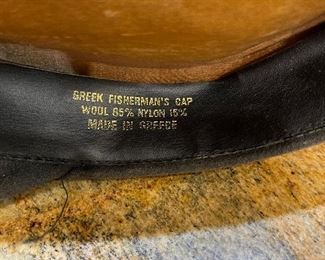 GREEK FISHERMAN'S CAP
WOOL 85% NYLON 15%
MADE IN GREECE